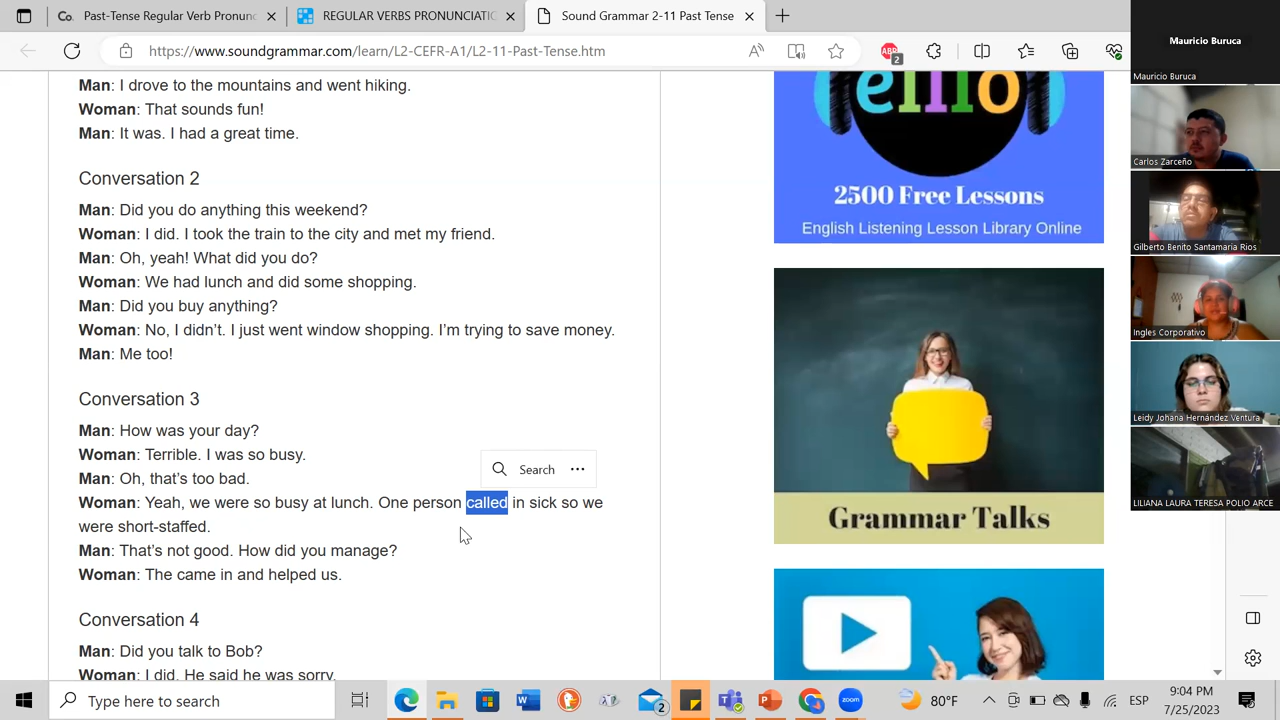 Past-Tense Regular Verb Pronunc
REGULAR VERBS PRONUNCIATIO
Sound Grammar 2-11 Past Tense
https://www.soundgrammar.com/learn/L2-CEFR-A1/L2-11-Past-Tense.htm
ABP
2
Man: I drove to the mountains and went hiking.
Woman: That sounds fun!
Man: It was. I had a great time.
Conversation 2
Man: Did you do anything this weekend?
Woman: I did. I took the train to the city and met my friend.
Man: Oh, yeah! What did you do?
Woman: We had lunch and did some shopping.
Man: Did you buy anything?
Woman: No, I didn't. I just went window shopping. I'm trying to save money.
Man: Me too!
Conversation 3
Man: How was your day?
Woman: Terrible. I was so busy.
Man: Oh, that's too bad.
Woman: Yeah, we were so busy at lunch. One person called in sick so we
were short-staffed.
Man: That's not good. How did you manage?
Woman: The came in and helped us.
Conversation 4
Man: Did you talk to Bob?
Woman: I did. He said he was sorry.
Search
elllo
2500 Free Lessons
English Listening Lesson Library Online
Grammar Talks
Mauricio Buruca
Mauricio Buruca
Carlos Zarceño
Gilberto Benito Santamaria Rios
Ingles Corporativo
Leidy Johana Hernández Ventura
LILIANA LAURA TERESA POLIO ARCE
Type here to search
2
80°F
ESP
9:04 PM
7/25/2023